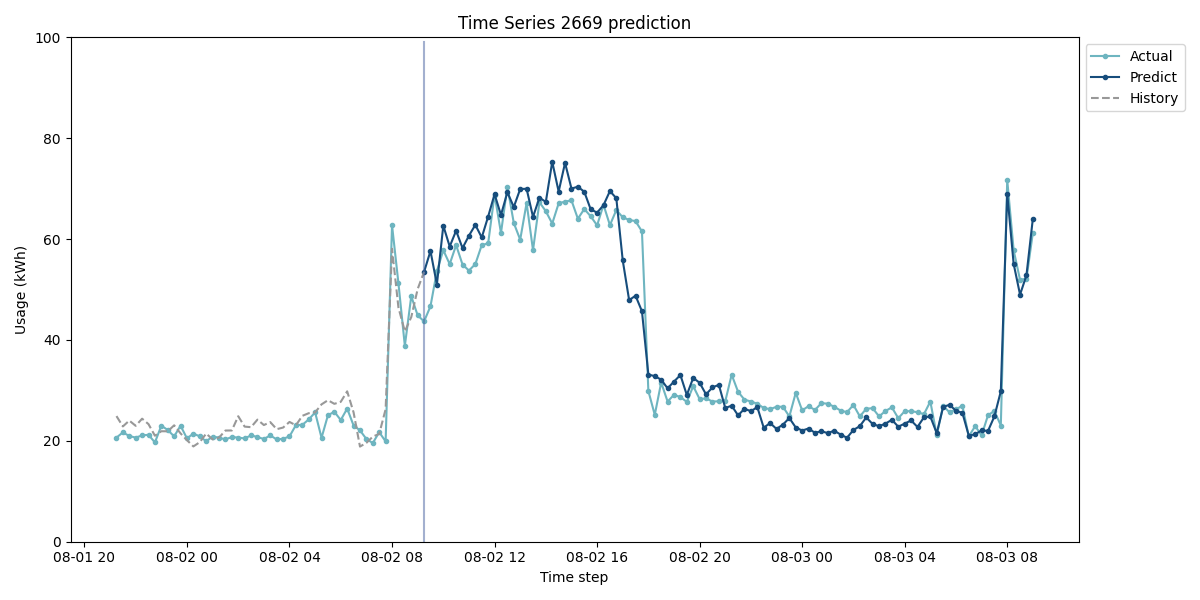 Time Series 2669 prediction
100
80
60
40
20
0
Usage (kWh)
08-01 20
08-02 00
08-02 04
08-02 08
08-02 12
08-02 16
08-02 20
08-03 00
08-03 04
08-03 08
Time step
Actual
Predict
History